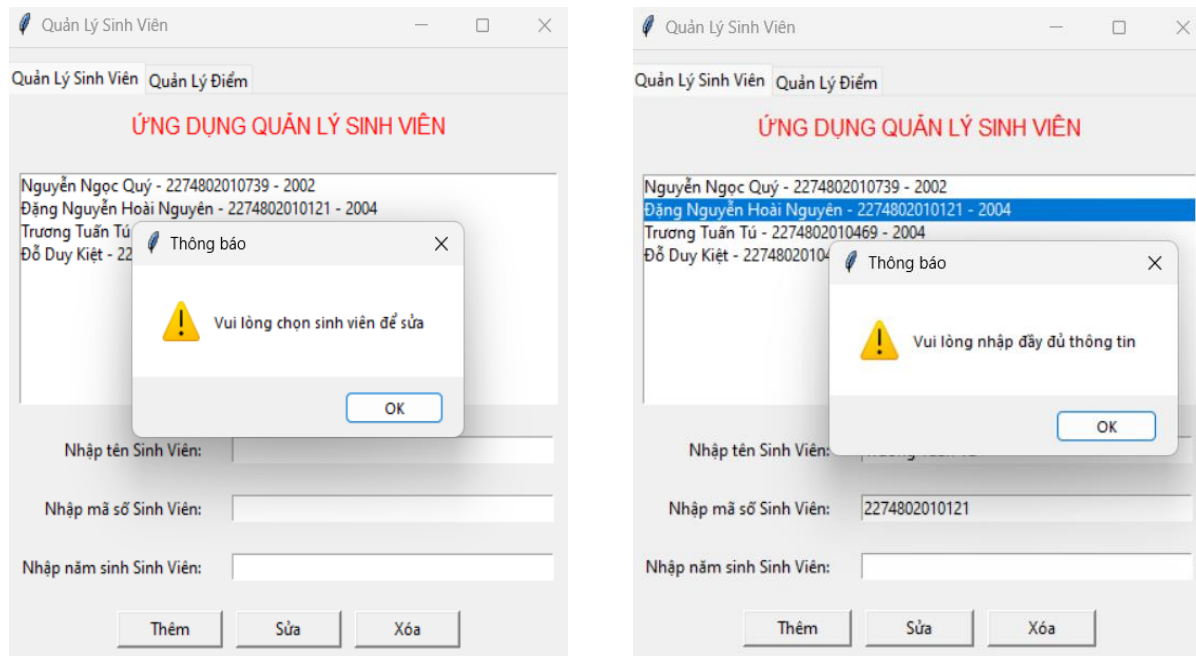 Quản Lý Sinh Viên
Quản Lý Sinh Viên Quản Lý Điểm
ỨNG DỤNG QUẢN LÝ SINH VIÊN
Nguyễn Ngọc Quý - 2274802010739 - 2002
Đặng Nguyễn Hoài Nguyên - 2274802010121 - 2004
Trương Tuấn Tú
Đỗ Duy Kiệt - 22
Thông báo
Vui lòng chọn sinh viên để sửa
OK
Nhập tên Sinh Viên:
Nhập mã số Sinh Viên:
Nhập năm sinh Sinh Viên:
Thêm Sửa Xóa
Quản Lý Sinh Viên
Quản Lý Sinh Viên Quản Lý Điểm
ỨNG DỤNG QUẢN LÝ SINH VIÊN
Nguyễn Ngọc Quý - 2274802010739 - 2002
Đặng Nguyễn Hoài Nguyên - 2274802010121 - 2004
Trương Tuấn Tú - 2274802010469 - 2004
Đỗ Duy Kiệt - 22748020104
Thông báo
Vui lòng nhập đầy đủ thông tin
OK
Nhập tên Sinh Viên:
Nhập mã số Sinh Viên: 2274802010121
Nhập năm sinh Sinh Viên:
Thêm Sửa Xóa